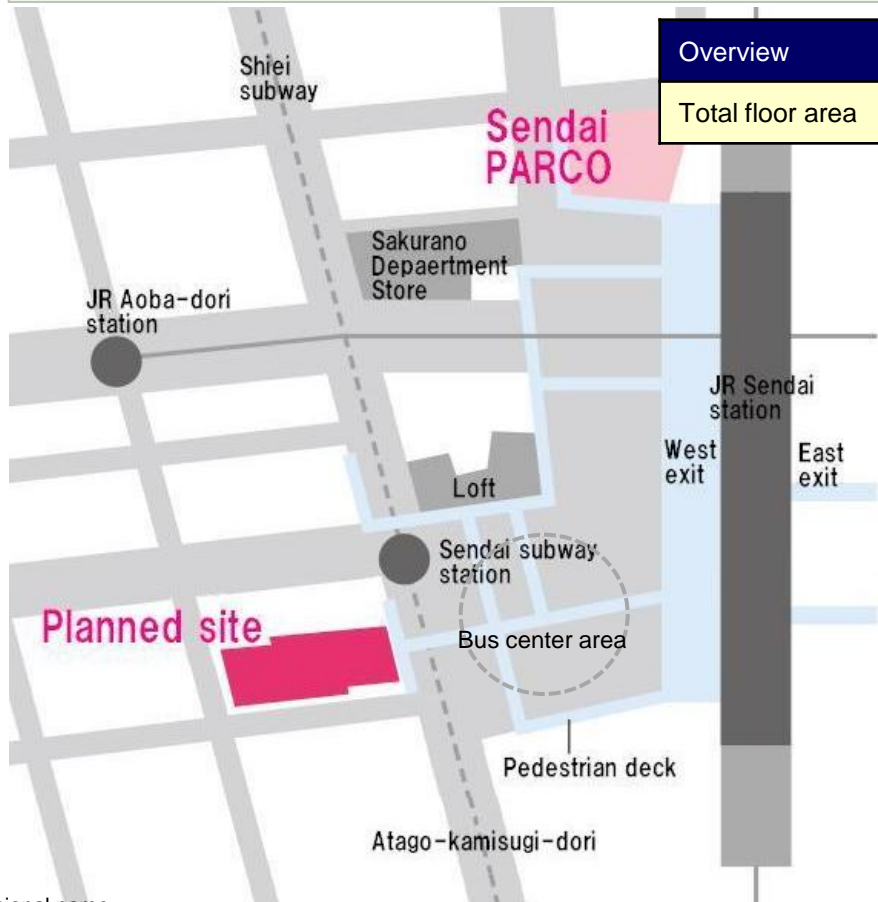 Overview
Total floor area
Shiei
subway
Sendai
PARCO
Sakurano
Depaertment
Store
JR Aoba-dori
station
JR Sendai
station
West
exit
East
exit
Loft
Sendai subway
station
Planned site
Bus center area
Pedestrian deck
Atago-kamisugi-dori